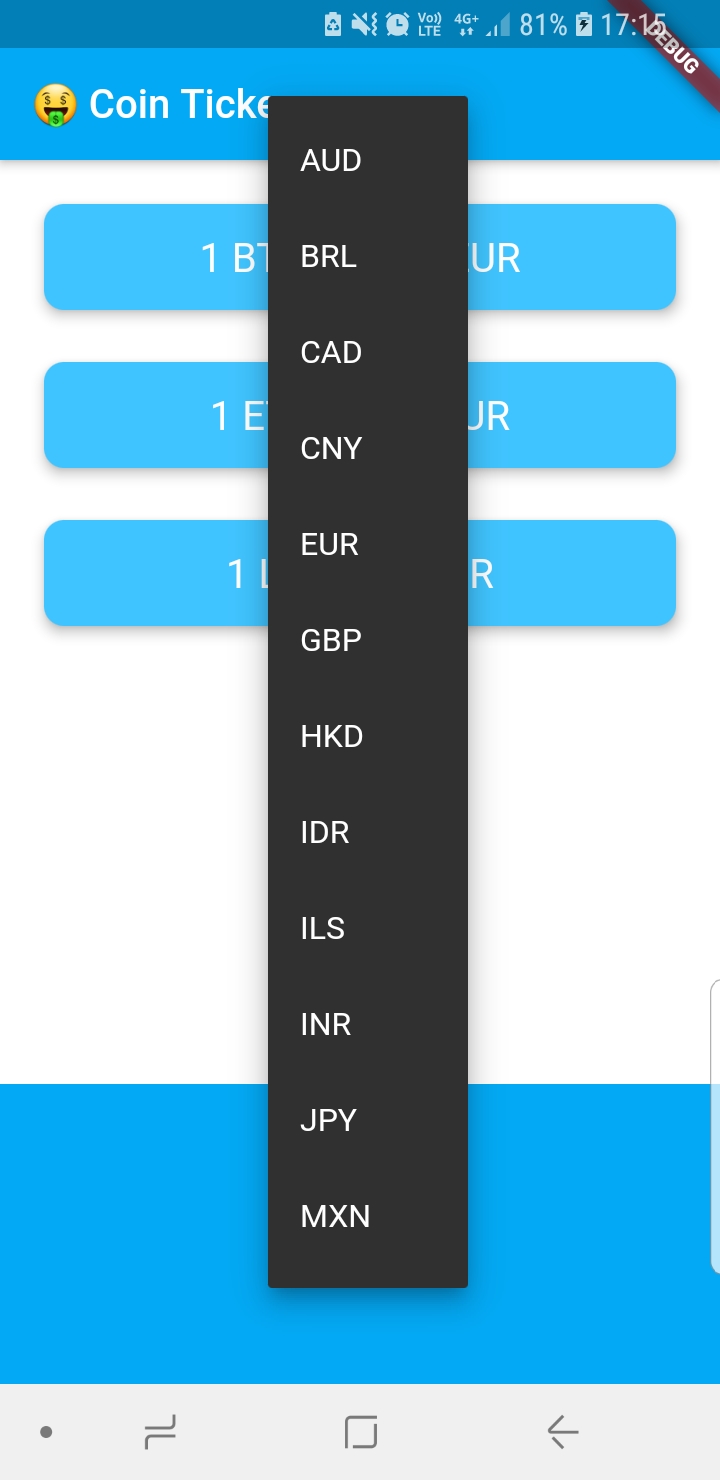 Vo)) LTE 4G+ 81% 17:15
DEBUG
🤑 Coin Ticke
AUD
1 BT UR
BRL
CAD
1 E UR
CNY
EUR
1 L R
GBP
HKD
IDR
ILS
INR
JPY
MXN